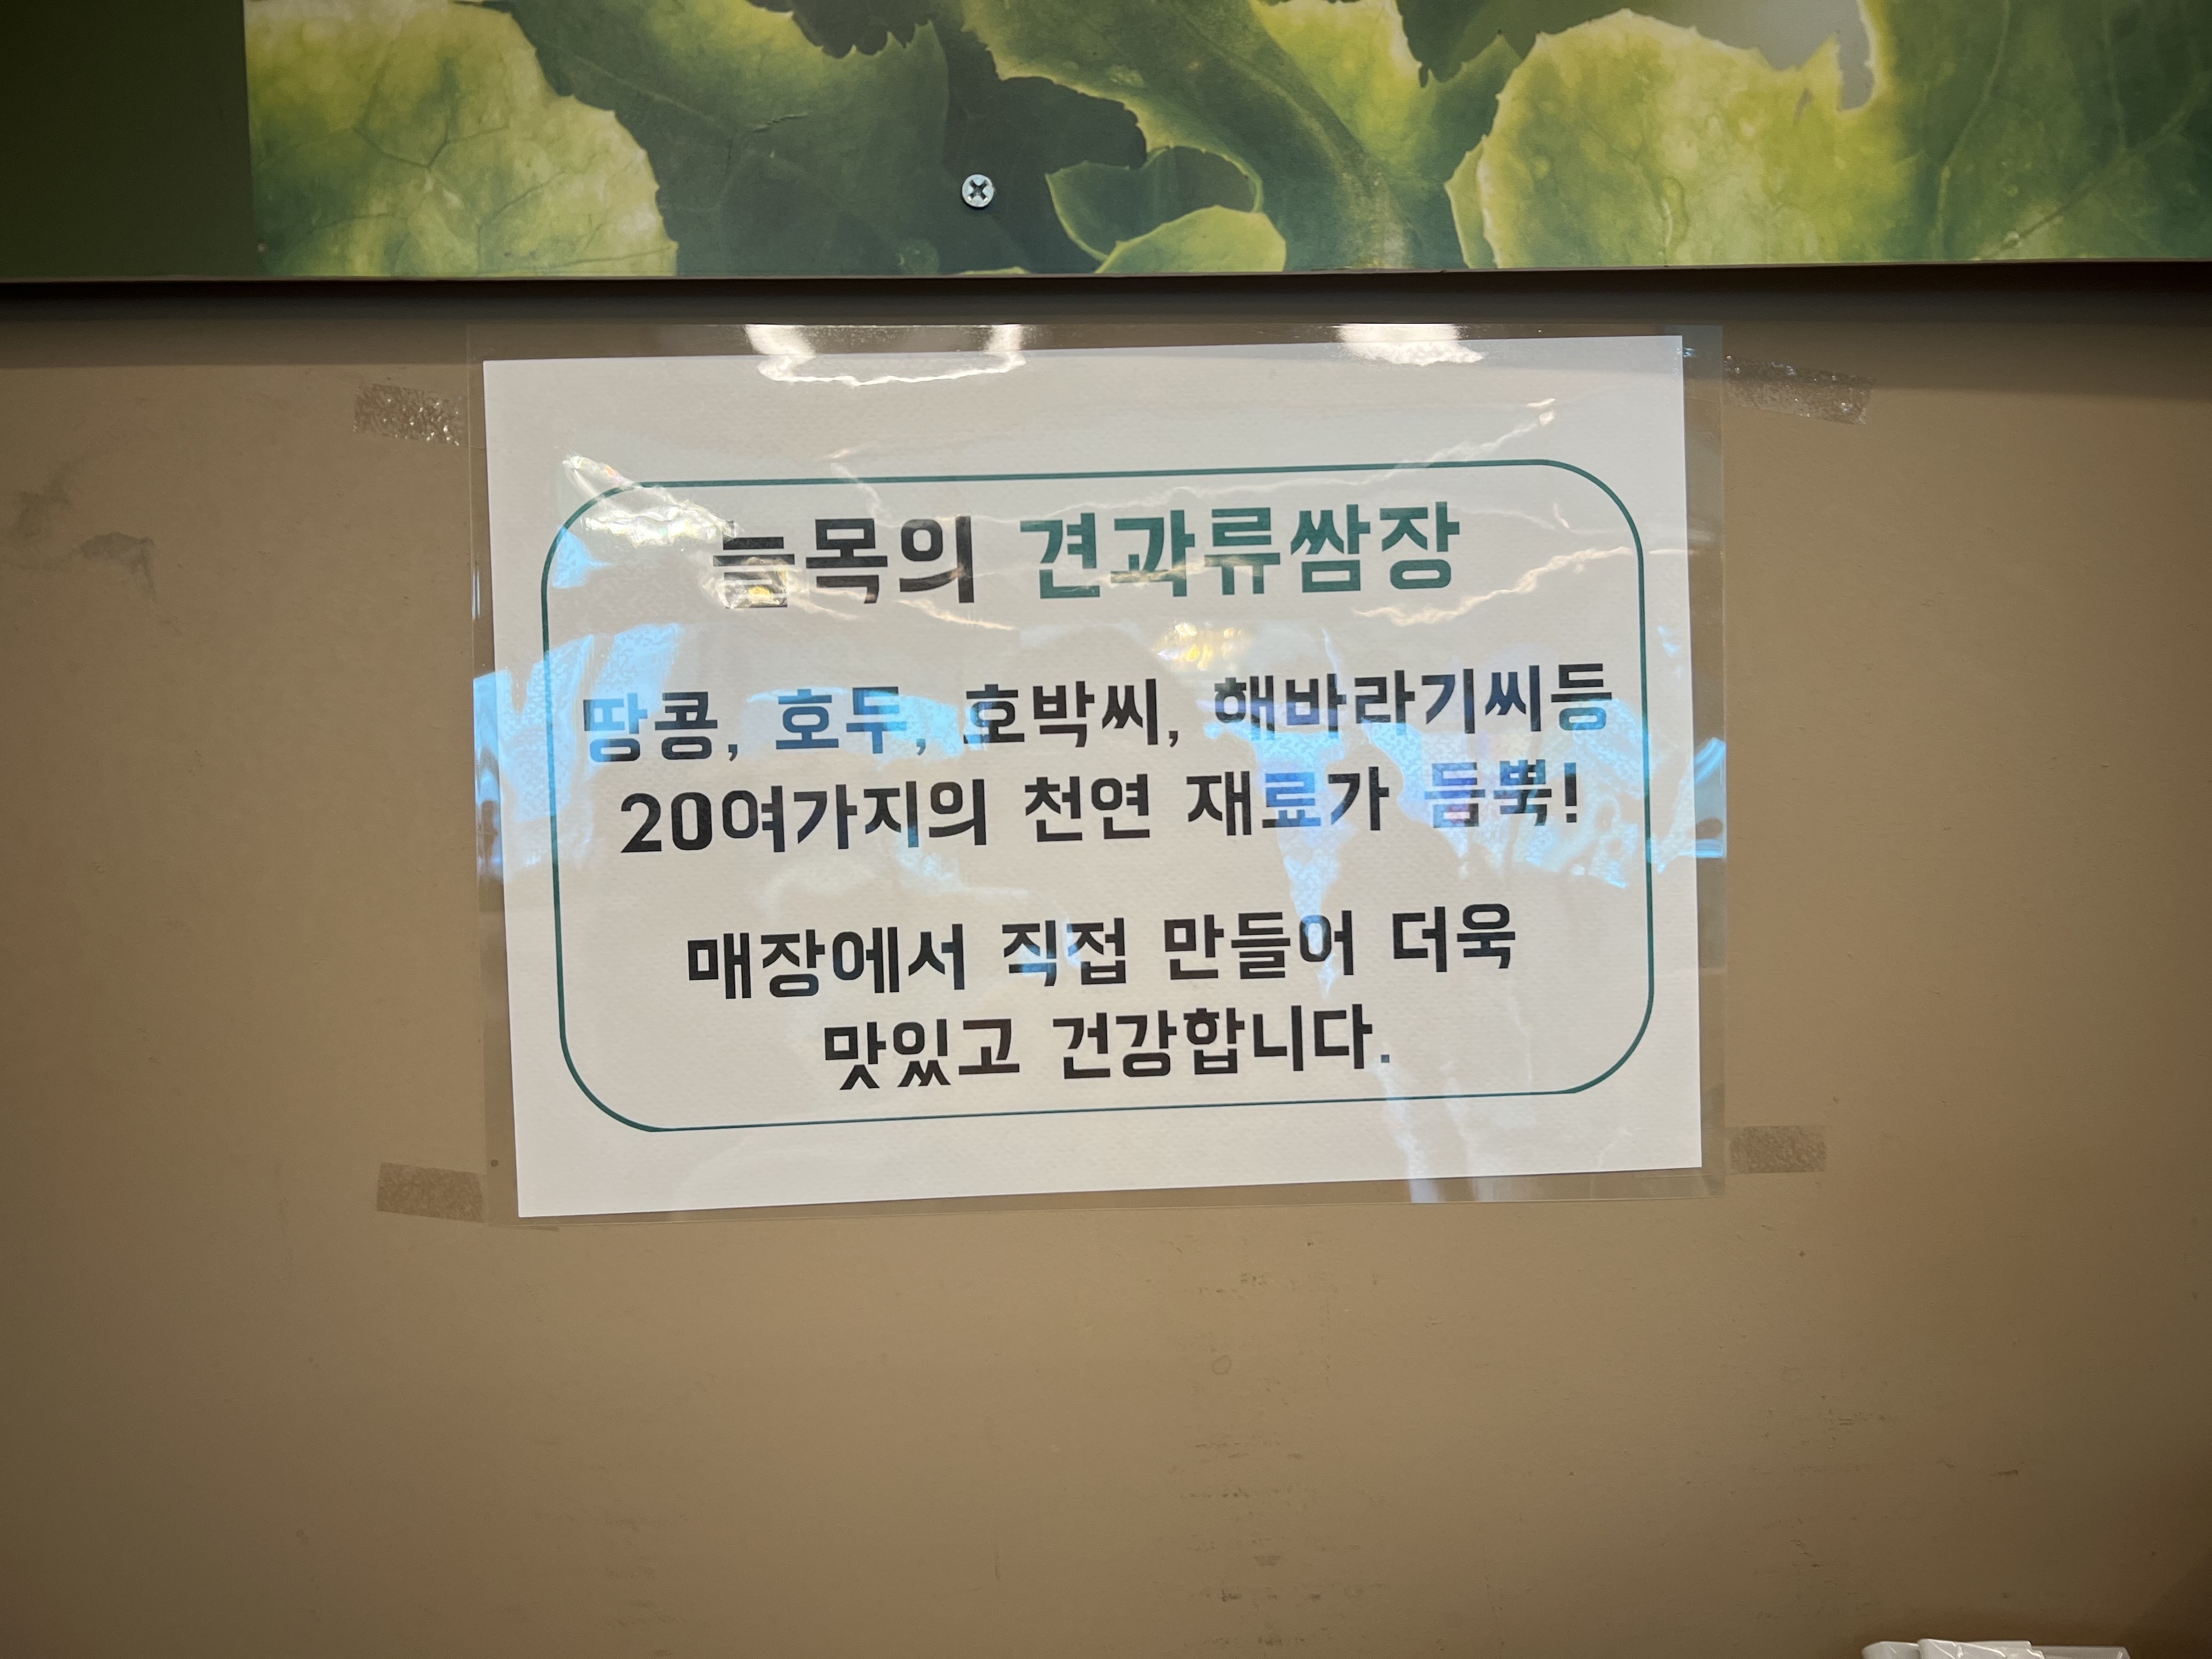 늘목의 견과류쌈장
땅콩, 호두, 호박씨, 해바라기씨등
20여가지의 천연 재료가 듬뿍!
매장에서 직접 만들어 더욱
맛있고 건강합니다.